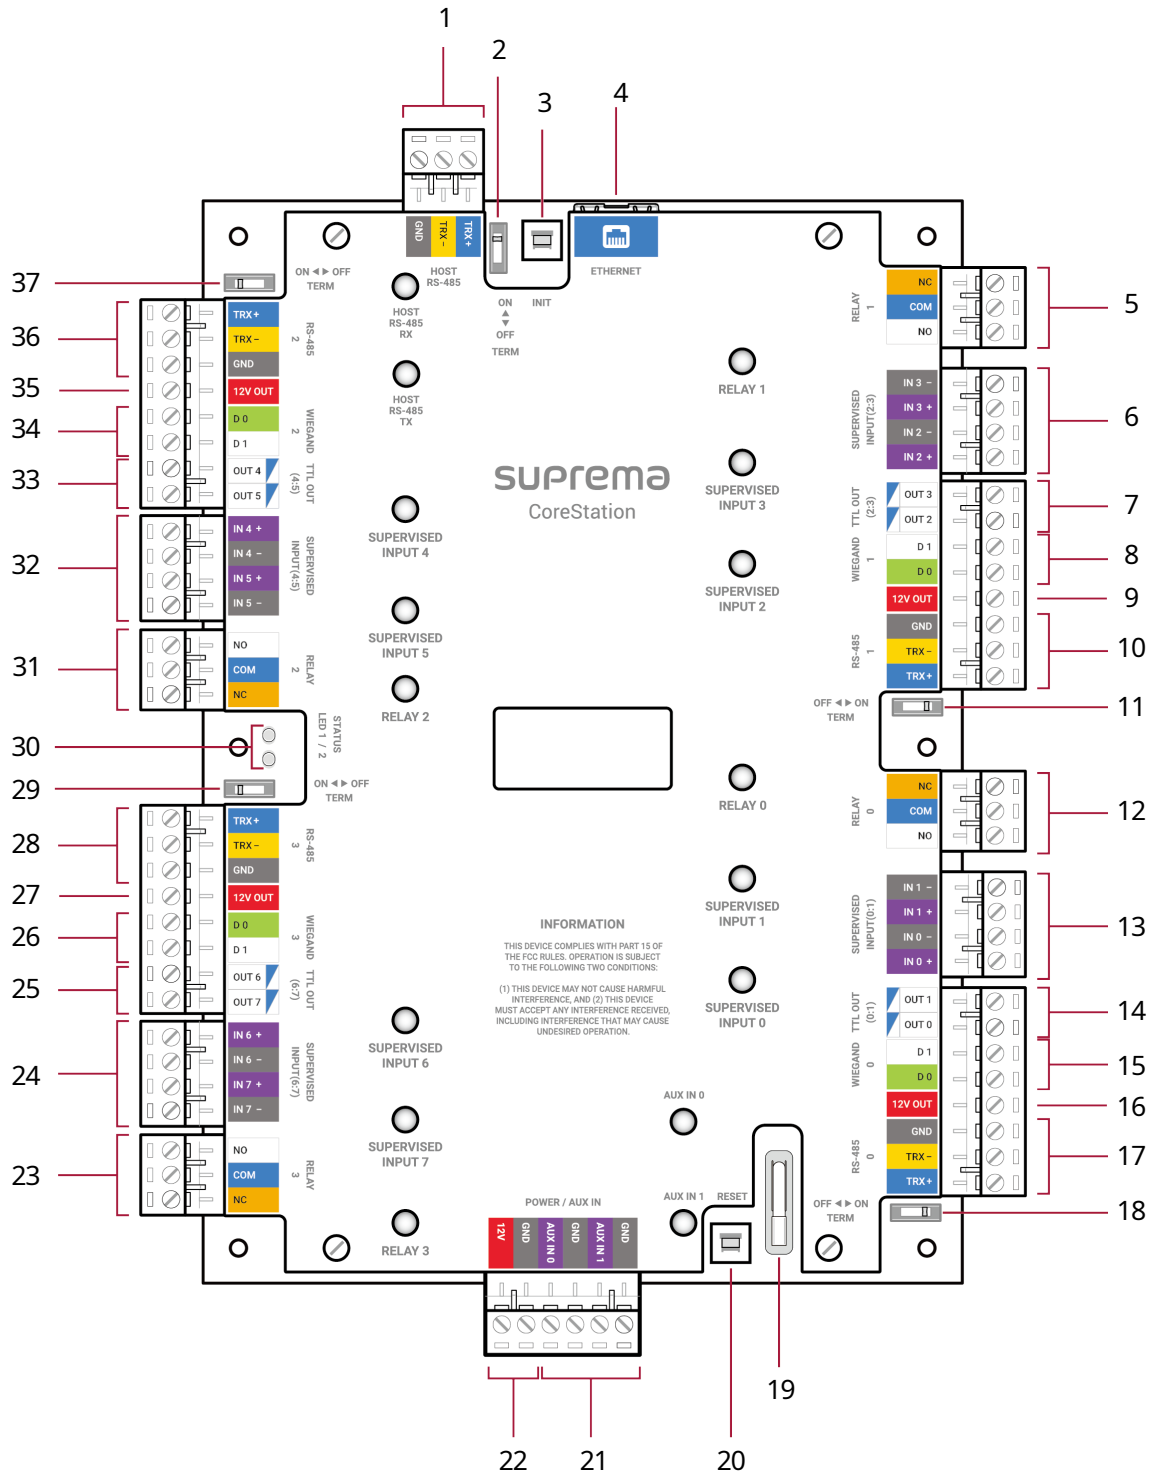 1
2
3
4
GND
TRX −
TRX +
HOST
RS-485
ETHERNET
ON ◄ ► OFF
TERM
HOST
RS-485
RX
ON
▲
▼
OFF
TERM
INIT
HOST
RS-485
TX
37
36
35
34
33
32
31
30
29
28
27
26
25
24
23
TRX +
TRX −
GND
RS-485
2
12V OUT
D 0
D 1
WIEGAND
2
OUT 4
OUT 5
TTL OUT
(4:5)
IN 4 +
IN 4 −
IN 5 +
IN 5 −
SUPERVISED
INPUT(4:5)
NO
COM
NC
RELAY
2
STATUS
LED 1 / 2
ON ◄ ► OFF
TERM
TRX +
TRX −
GND
RS-485
3
12V OUT
D 0
D 1
WIEGAND
3
OUT 6
OUT 7
TTL OUT
(6:7)
IN 6 +
IN 6 −
IN 7 +
IN 7 −
SUPERVISED
INPUT(6:7)
NO
COM
NC
RELAY
3
SUPERVISED
INPUT 4
SUPERVISED
INPUT 5
RELAY 2
SUPERVISED
INPUT 6
SUPERVISED
INPUT 7
RELAY 3
suprema
CoreStation
RELAY 1
SUPERVISED
INPUT 3
SUPERVISED
INPUT 2
RELAY 0
SUPERVISED
INPUT 1
SUPERVISED
INPUT 0
INFORMATION
THIS DEVICE COMPLIES WITH PART 15 OF
THE FCC RULES. OPERATION IS SUBJECT
TO THE FOLLOWING TWO CONDITIONS:
(1) THIS DEVICE MAY NOT CAUSE HARMFUL
INTERFERENCE, AND (2) THIS DEVICE
MUST ACCEPT ANY INTERFERENCE RECEIVED,
INCLUDING INTERFERENCE THAT MAY CAUSE
UNDESIRED OPERATION.
AUX IN 0
AUX IN 1
RESET
POWER / AUX IN
12V
GND
AUX IN 0
GND
AUX IN 1
GND
RELAY
1
NC
COM
NO
SUPERVISED
INPUT(2:3)
IN 3 −
IN 3 +
IN 2 −
IN 2 +
TTL OUT
(2:3)
OUT 3
OUT 2
WIEGAND
1
D 1
D 0
12V OUT
RS-485
1
GND
TRX −
TRX +
OFF ◄ ► ON
TERM
RELAY
0
NC
COM
NO
SUPERVISED
INPUT(0:1)
IN 1 −
IN 1 +
IN 0 −
IN 0 +
TTL OUT
(0:1)
OUT 1
OUT 0
WIEGAND
0
D 1
D 0
12V OUT
RS-485
0
GND
TRX −
TRX +
OFF ◄ ► ON
TERM
5
6
7
8
9
10
11
12
13
14
15
16
17
18
19
22
21
20